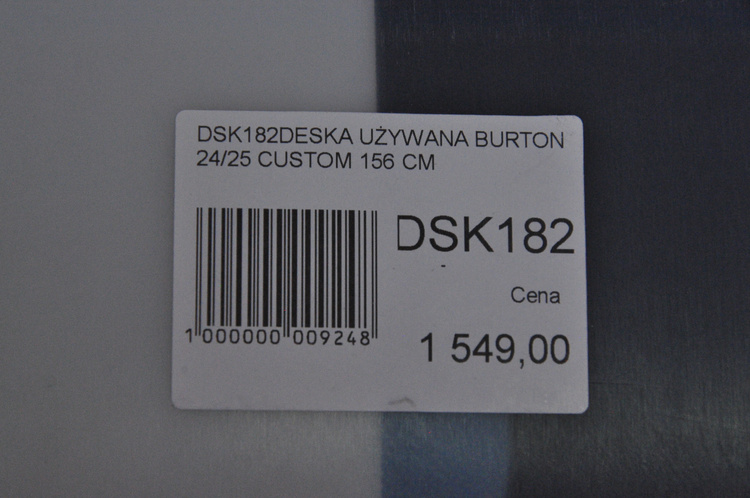 DSK182DESKA UŻYWANA BURTON
24/25 CUSTOM 156 CM
DSK182
Cena
1 549,00
1 000000 009248